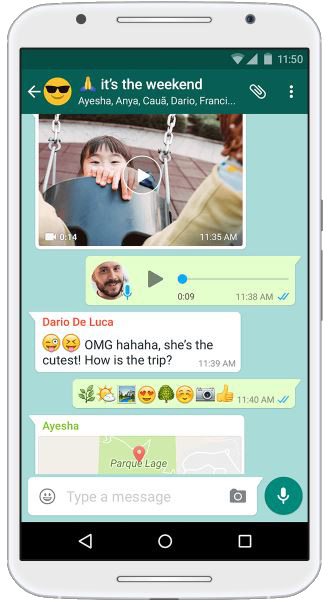 11:50
🙏 it's the weekend
Ayesha, Anya, Cauã, Dario, Franci...
0:14
11:35 AM
0:09
11:38 AM
Dario De Luca
😜😝 OMG hahaha, she's the
cutest! How is the trip?
11:39 AM
🌿🌤🏞😍🌳☺️📷👍
11:40 AM
Ayesha
Parque Lage
Type a message